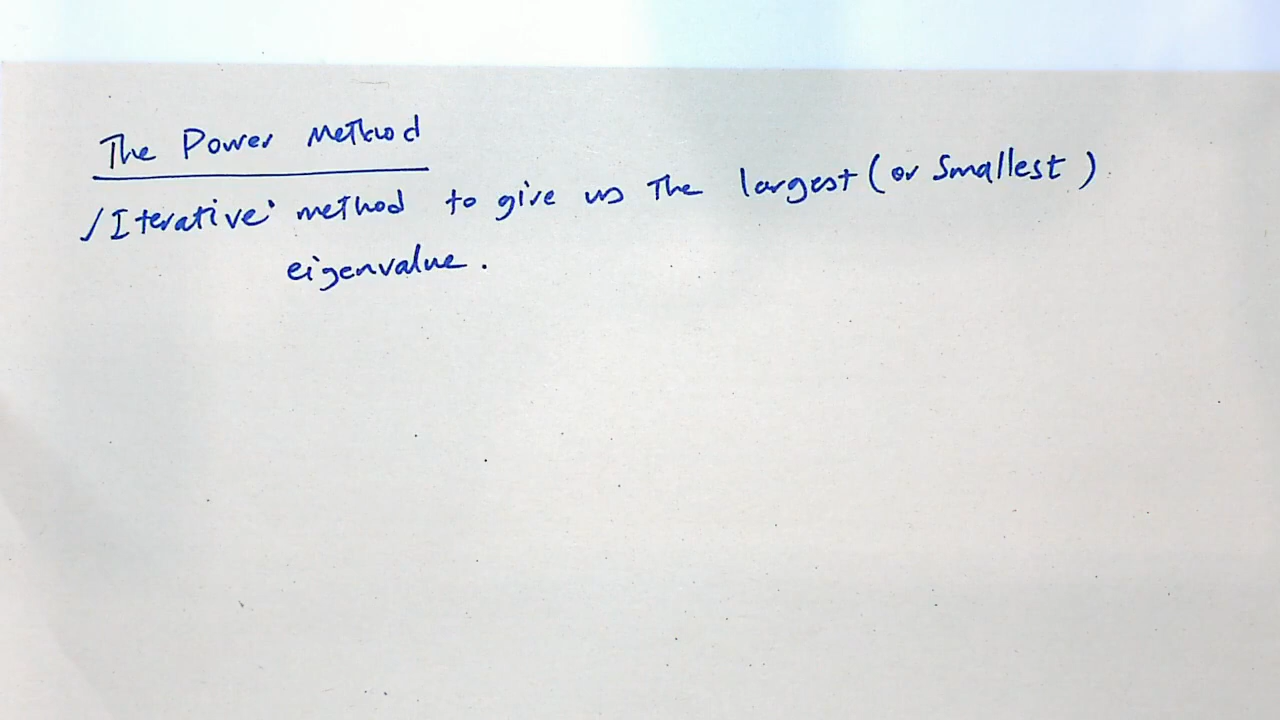 The Power Method
/Iterative method to give us The largest (or Smallest)
eigenvalue.